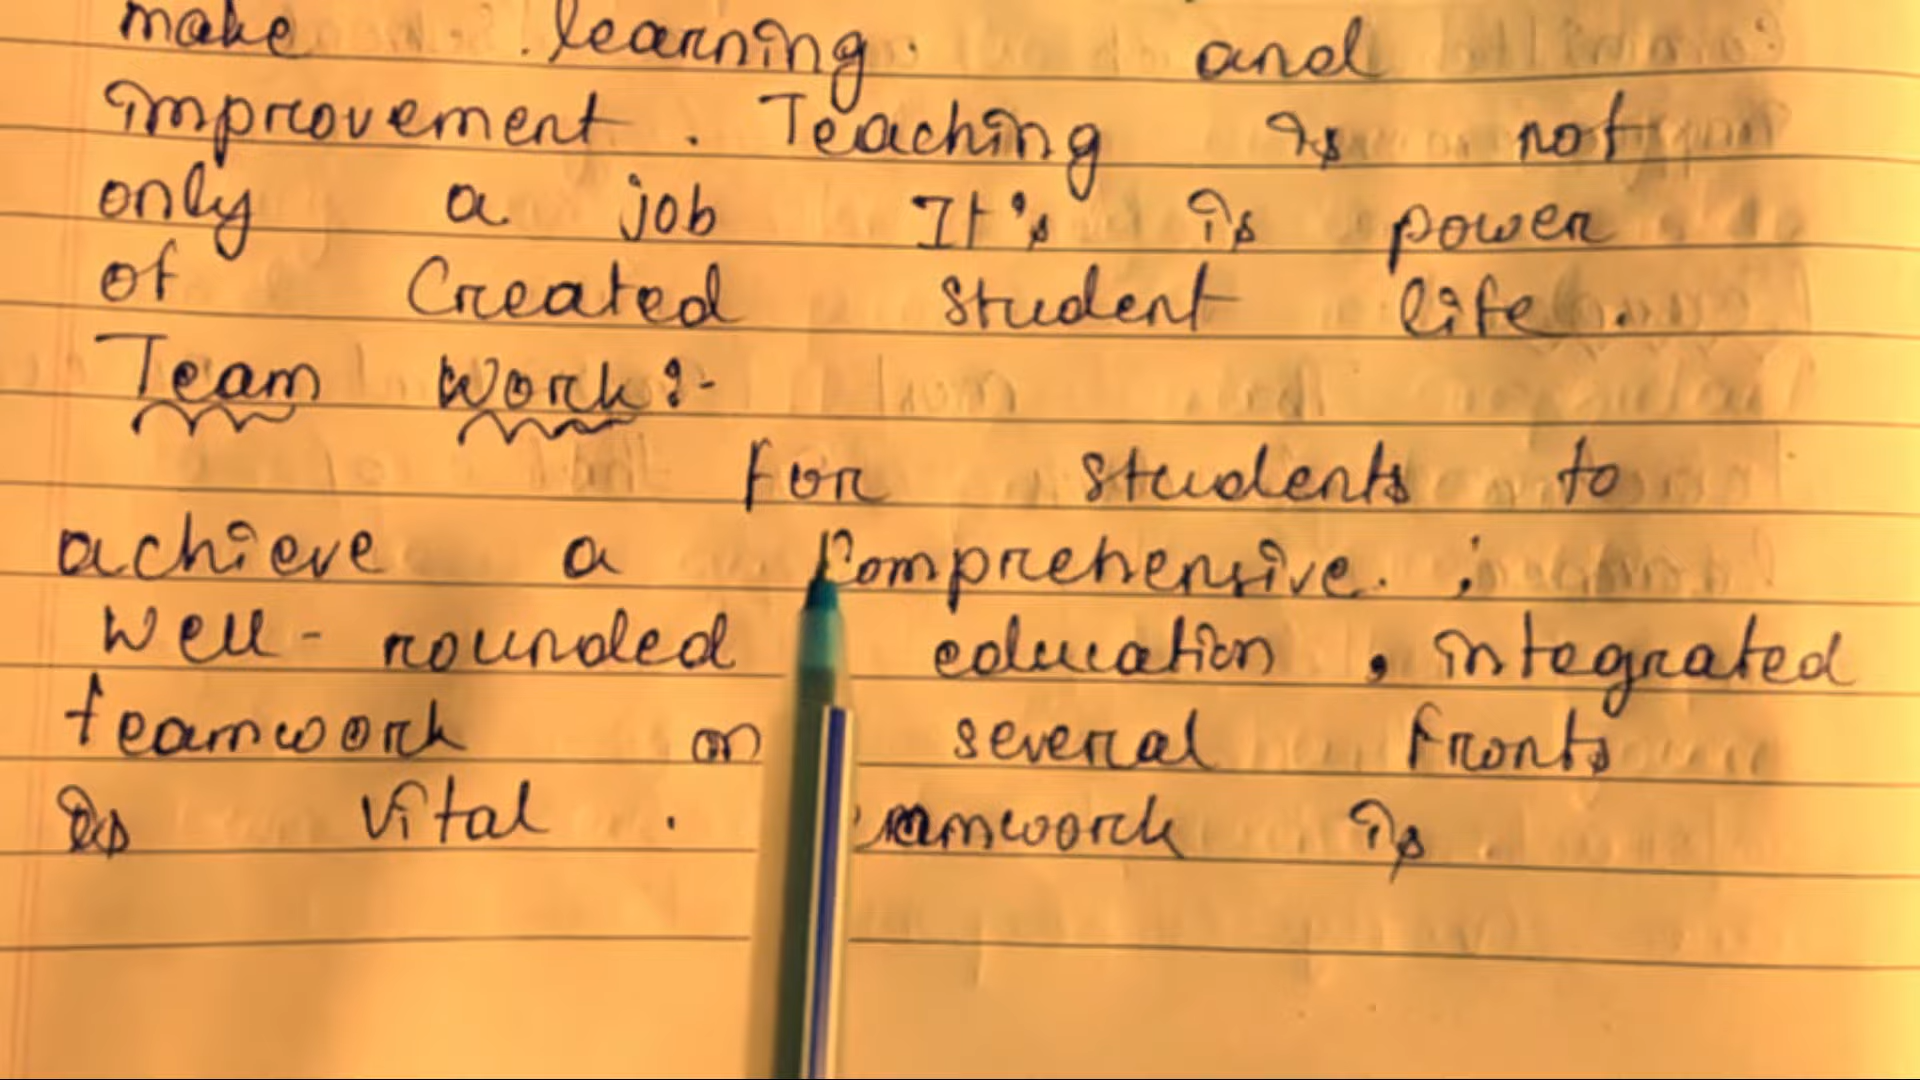 make learning and
improvement. Teaching is not
only a job It's is power
of Created student life.
Team Work:-
For students to
achieve a Comprehensive. ;
Well-rounded education, integrated
teamwork on several fronts
is vital. is